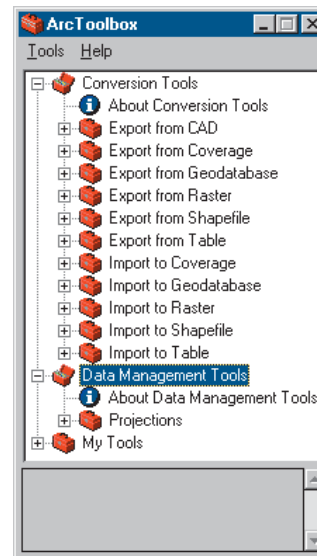 ArcToolbox
Tools Help
Conversion Tools
About Conversion Tools
Export from CAD
Export from Coverage
Export from Geodatabase
Export from Raster
Export from Shapefile
Export from Table
Import to Coverage
Import to Geodatabase
Import to Raster
Import to Shapefile
Import to Table
Data Management Tools
About Data Management Tools
Projections
My Tools